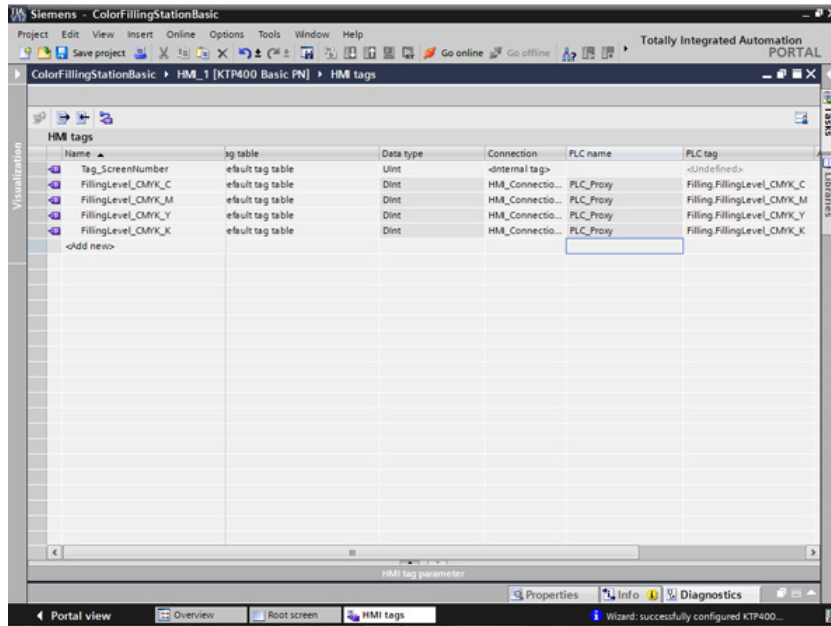 Siemens - ColorFillingStationBasic
Project Edit View Insert Online Options Tools Window Help
Totally Integrated Automation
PORTAL
Save project Go online Go offline
ColorFillingStationBasic HMI_1 [KTP400 Basic PN] HMI tags
Tasks
Libraries
Visualization
HMI tags
Name ag table Data type Connection PLC name PLC tag
Tag_ScreenNumber efault tag table UInt <Internal tag> <Undefined>
FillingLevel_CMYK_C efault tag table DInt HMI_Connectio... PLC_Proxy Filling.FillingLevel_CMYK_C
FillingLevel_CMYK_M efault tag table DInt HMI_Connectio... PLC_Proxy Filling.FillingLevel_CMYK_M
FillingLevel_CMYK_Y efault tag table DInt HMI_Connectio... PLC_Proxy Filling.FillingLevel_CMYK_Y
FillingLevel_CMYK_K efault tag table DInt HMI_Connectio... PLC_Proxy Filling.FillingLevel_CMYK_K
<Add new>
HMI tag parameter
Properties Info Diagnostics
Portal view Overview Root screen HMI tags Wizard: successfully configured KTP400...